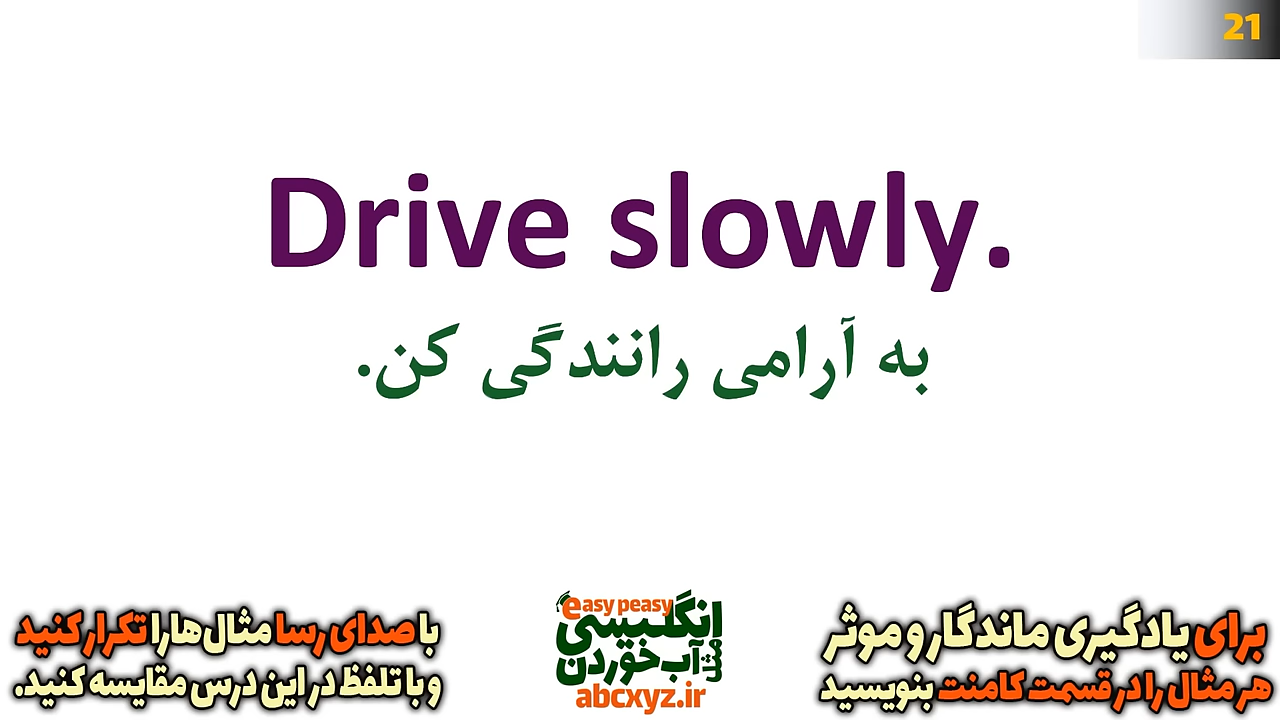 21
Drive slowly.
به آرامی رانندگی کن.
برای یادگیری ماندگار و موثر
هر مثال را در قسمت کامنت بنویسید
easy peasy
انگلیسی
مثل آب خوردن
abcxyz.ir
با صدای رسا مثال‌ها را تکرار کنید
و با تلفظ در این درس مقایسه کنید.